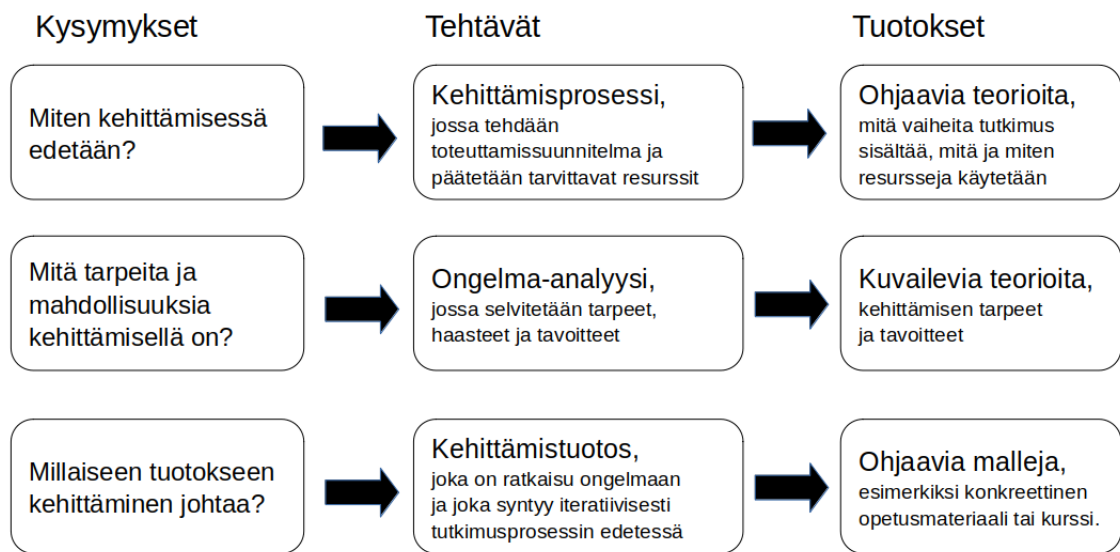 Kysymykset
Tehtävät
Tuotokset
Miten kehittämisessä
edetään?
Kehittämisprosessi,
jossa tehdään
toteuttamissuunnitelma ja
päätetään tarvittavat resurssit
Ohjaavia teorioita,
mitä vaiheita tutkimus
sisältää, mitä ja miten
resursseja käytetään
Mitä tarpeita ja
mahdollisuuksia
kehittämisellä on?
Ongelma-analyysi,
jossa selvitetään tarpeet,
haasteet ja tavoitteet
Kuvailevia teorioita,
kehittämisen tarpeet
ja tavoitteet
Millaiseen tuotokseen
kehittäminen johtaa?
Kehittämistuotos,
joka on ratkaisu ongelmaan
ja joka syntyy iteratiivisesti
tutkimusprosessin edetessä
Ohjaavia malleja,
esimerkiksi konkreettinen
opetusmateriaali tai kurssi.